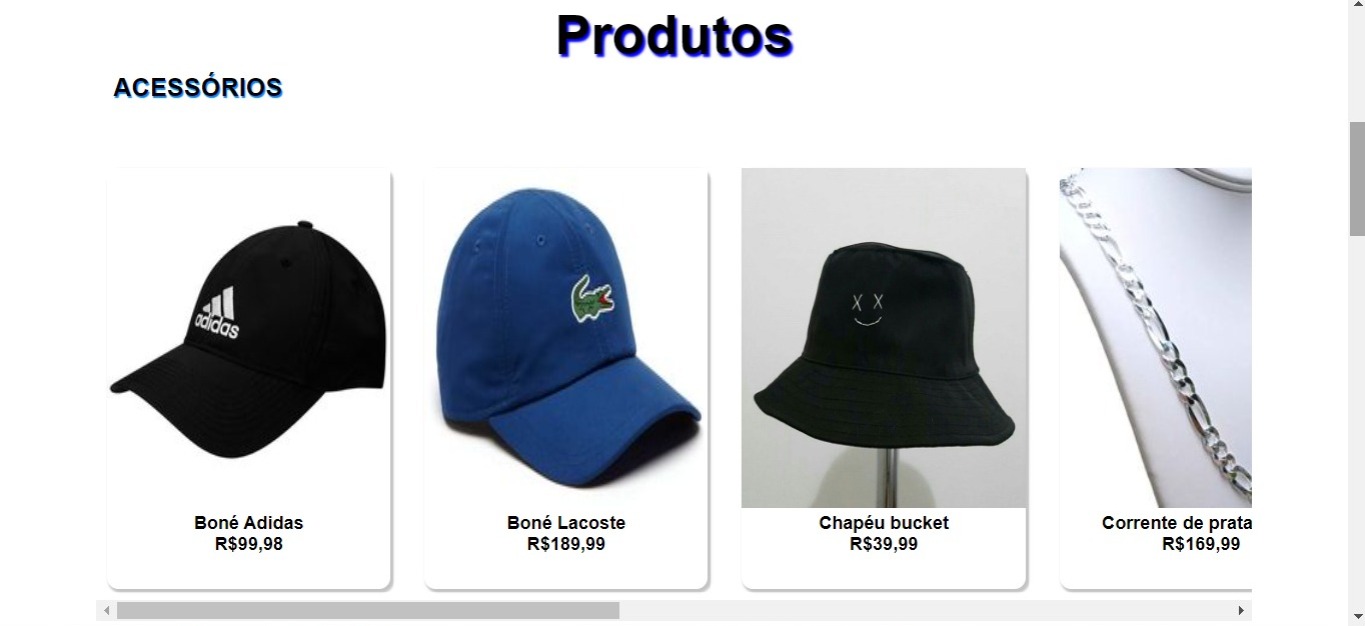 Produtos
ACESSÓRIOS
adidas
Boné Adidas
R$99,98
Boné Lacoste
R$189,99
Chapéu bucket
R$39,99
Corrente de prata
R$169,99